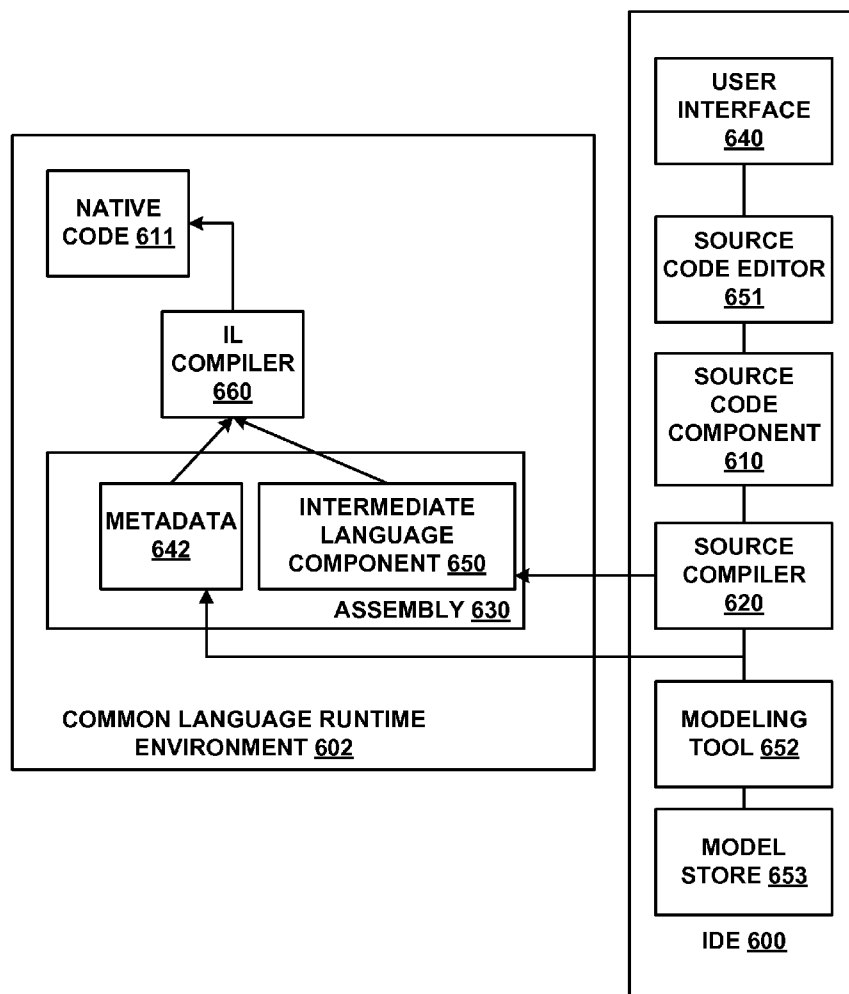 USER
INTERFACE
640
NATIVE
CODE 611
SOURCE
CODE EDITOR
651
IL
COMPILER
660
SOURCE
CODE
COMPONENT
610
METADATA
642
INTERMEDIATE
LANGUAGE
COMPONENT 650
SOURCE
COMPILER
620
ASSEMBLY 630
COMMON LANGUAGE RUNTIME
ENVIRONMENT 602
MODELING
TOOL 652
MODEL
STORE 653
IDE 600